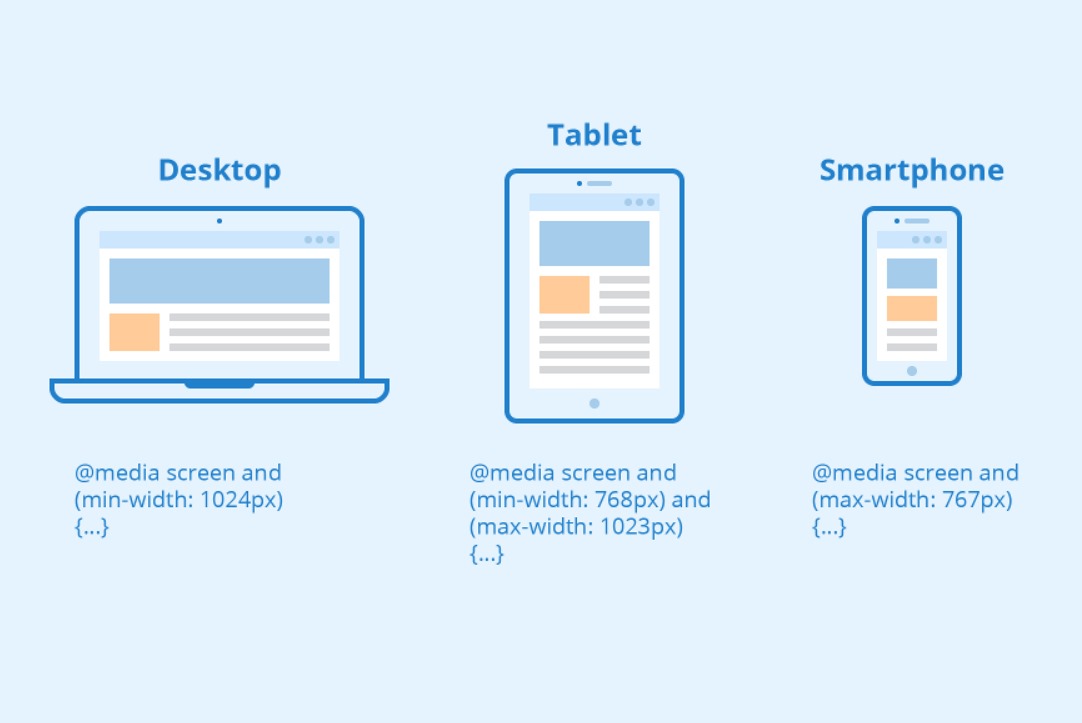 Desktop
@media screen and
(min-width: 1024px)
{...}
Tablet
@media screen and
(min-width: 768px) and
(max-width: 1023px)
{...}
Smartphone
@media screen and
(max-width: 767px)
{...}